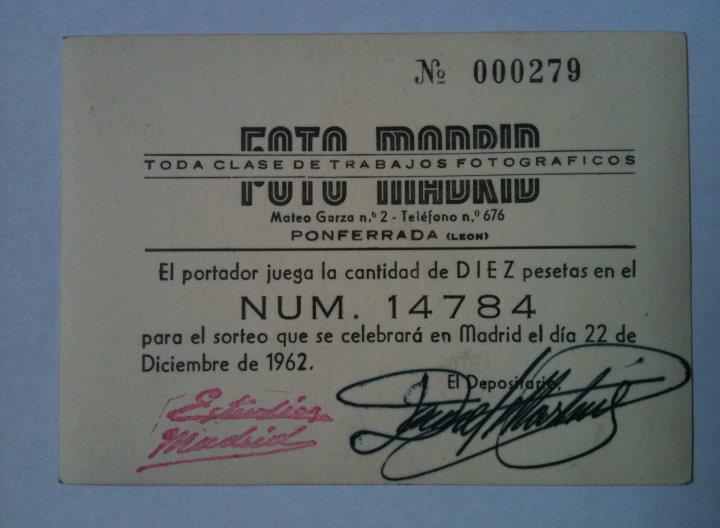 Nº 000279
FOTO MADRID
TODA CLASE DE TRABAJOS FOTOGRAFICOS
FOTO MADRID
Mateo Garza n.º 2 - Teléfono n.º 676
PONFERRADA (LEON)
El portador juega la cantidad de DIEZ pesetas en el
NUM. 14784
para el sorteo que se celebrará en Madrid el día 22 de
Diciembre de 1962.
El Depositario,
Estudios
Madrid